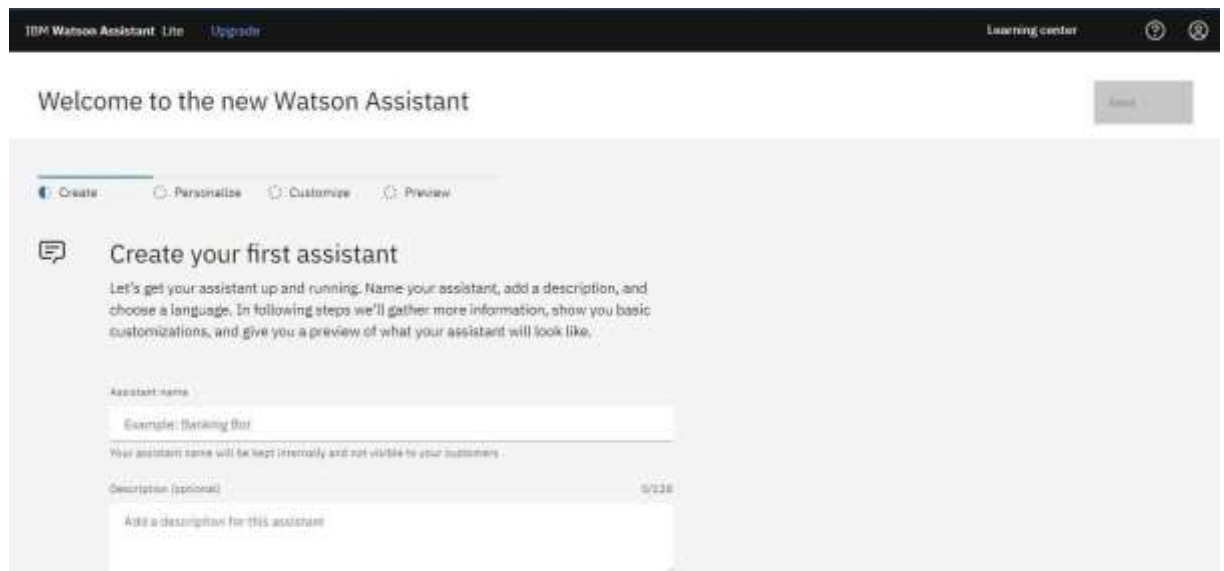 IBM Watson Assistant Lite Upgrade Learning center
Welcome to the new Watson Assistant
Next
Create Personalize Customize Preview
Create your first assistant
Let's get your assistant up and running. Name your assistant, add a description, and
choose a language. In following steps we'll gather more information, show you basic
customizations, and give you a preview of what your assistant will look like.
Assistant name
Example: Banking Bot
Your assistant name will be kept internally and not visible to your customers
Description (optional) 0/128
Add a description for this assistant